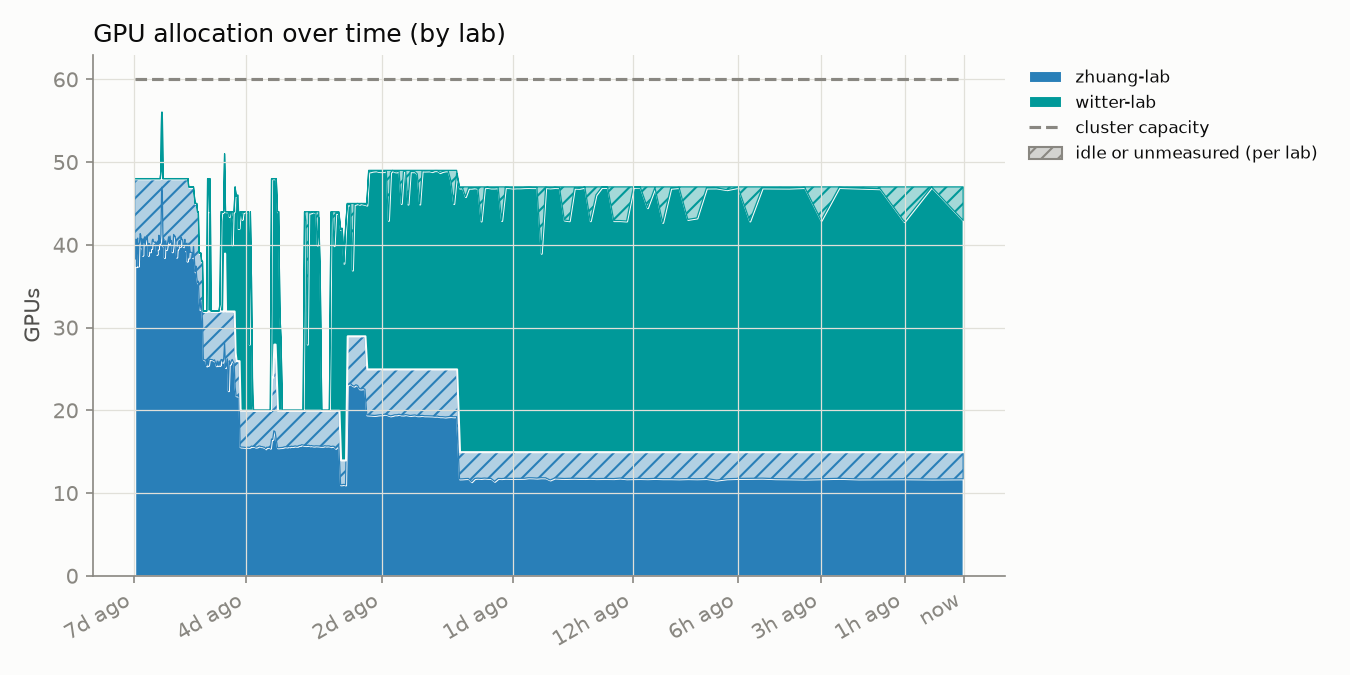 GPU allocation over time (by lab)
60
50
40
30
20
10
0
GPUs
7d ago
4d ago
2d ago
1d ago
12h ago
6h ago
3h ago
1h ago
now
zhuang-lab
witter-lab
cluster capacity
idle or unmeasured (per lab)